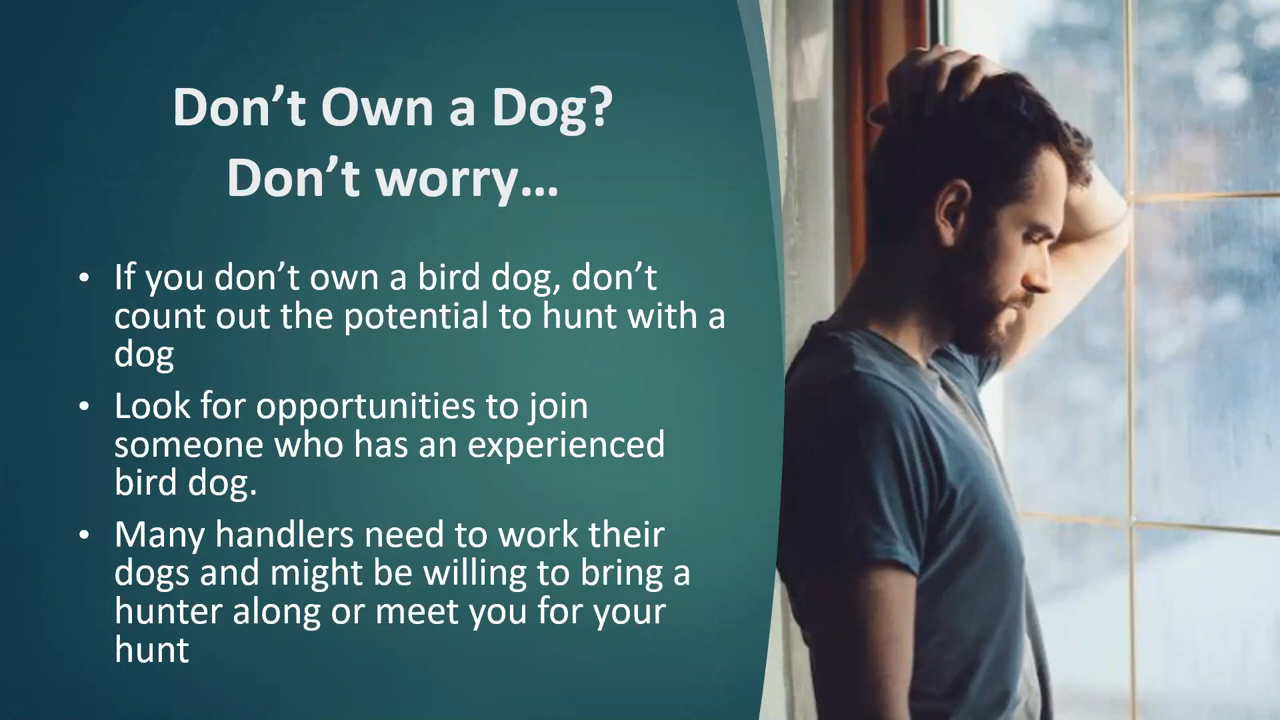 Don’t Own a Dog?
Don’t worry…
• If you don’t own a bird dog, don’t
count out the potential to hunt with a
dog
• Look for opportunities to join
someone who has an experienced
bird dog.
• Many handlers need to work their
dogs and might be willing to bring a
hunter along or meet you for your
hunt